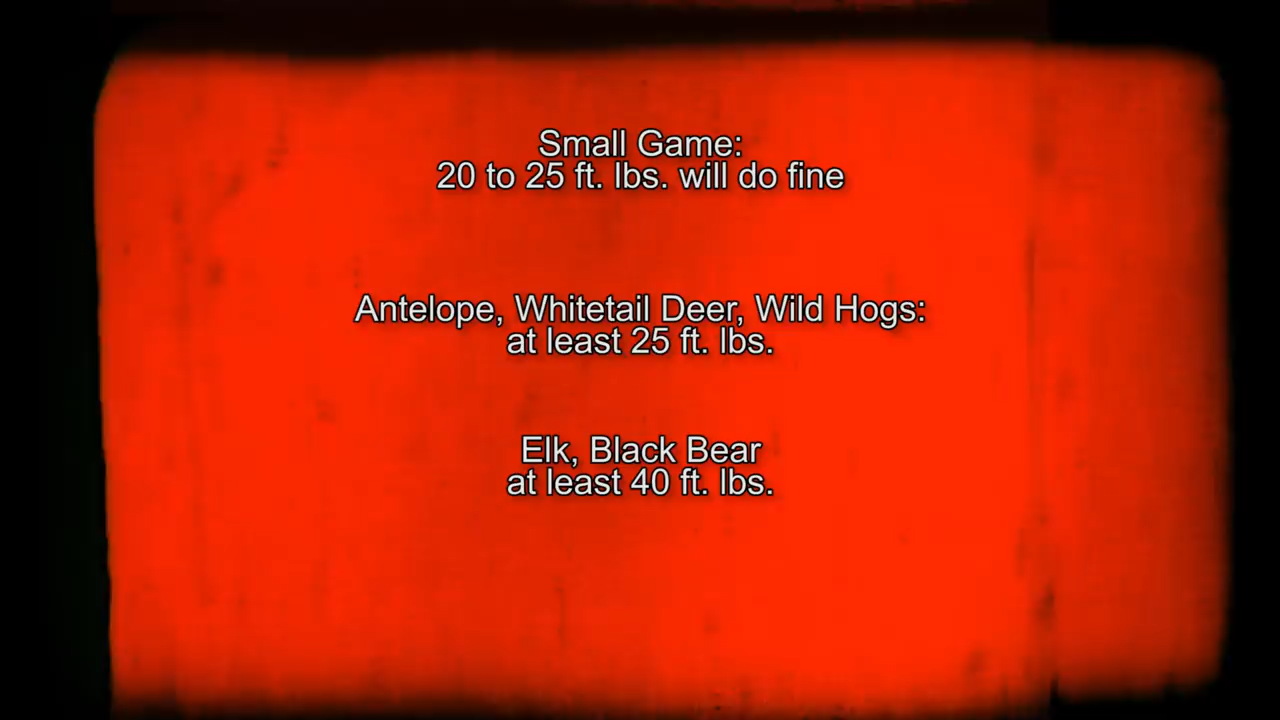 Small Game:
20 to 25 ft. lbs. will do fine
Antelope, Whitetail Deer, Wild Hogs:
at least 25 ft. lbs.
Elk, Black Bear
at least 40 ft. lbs.